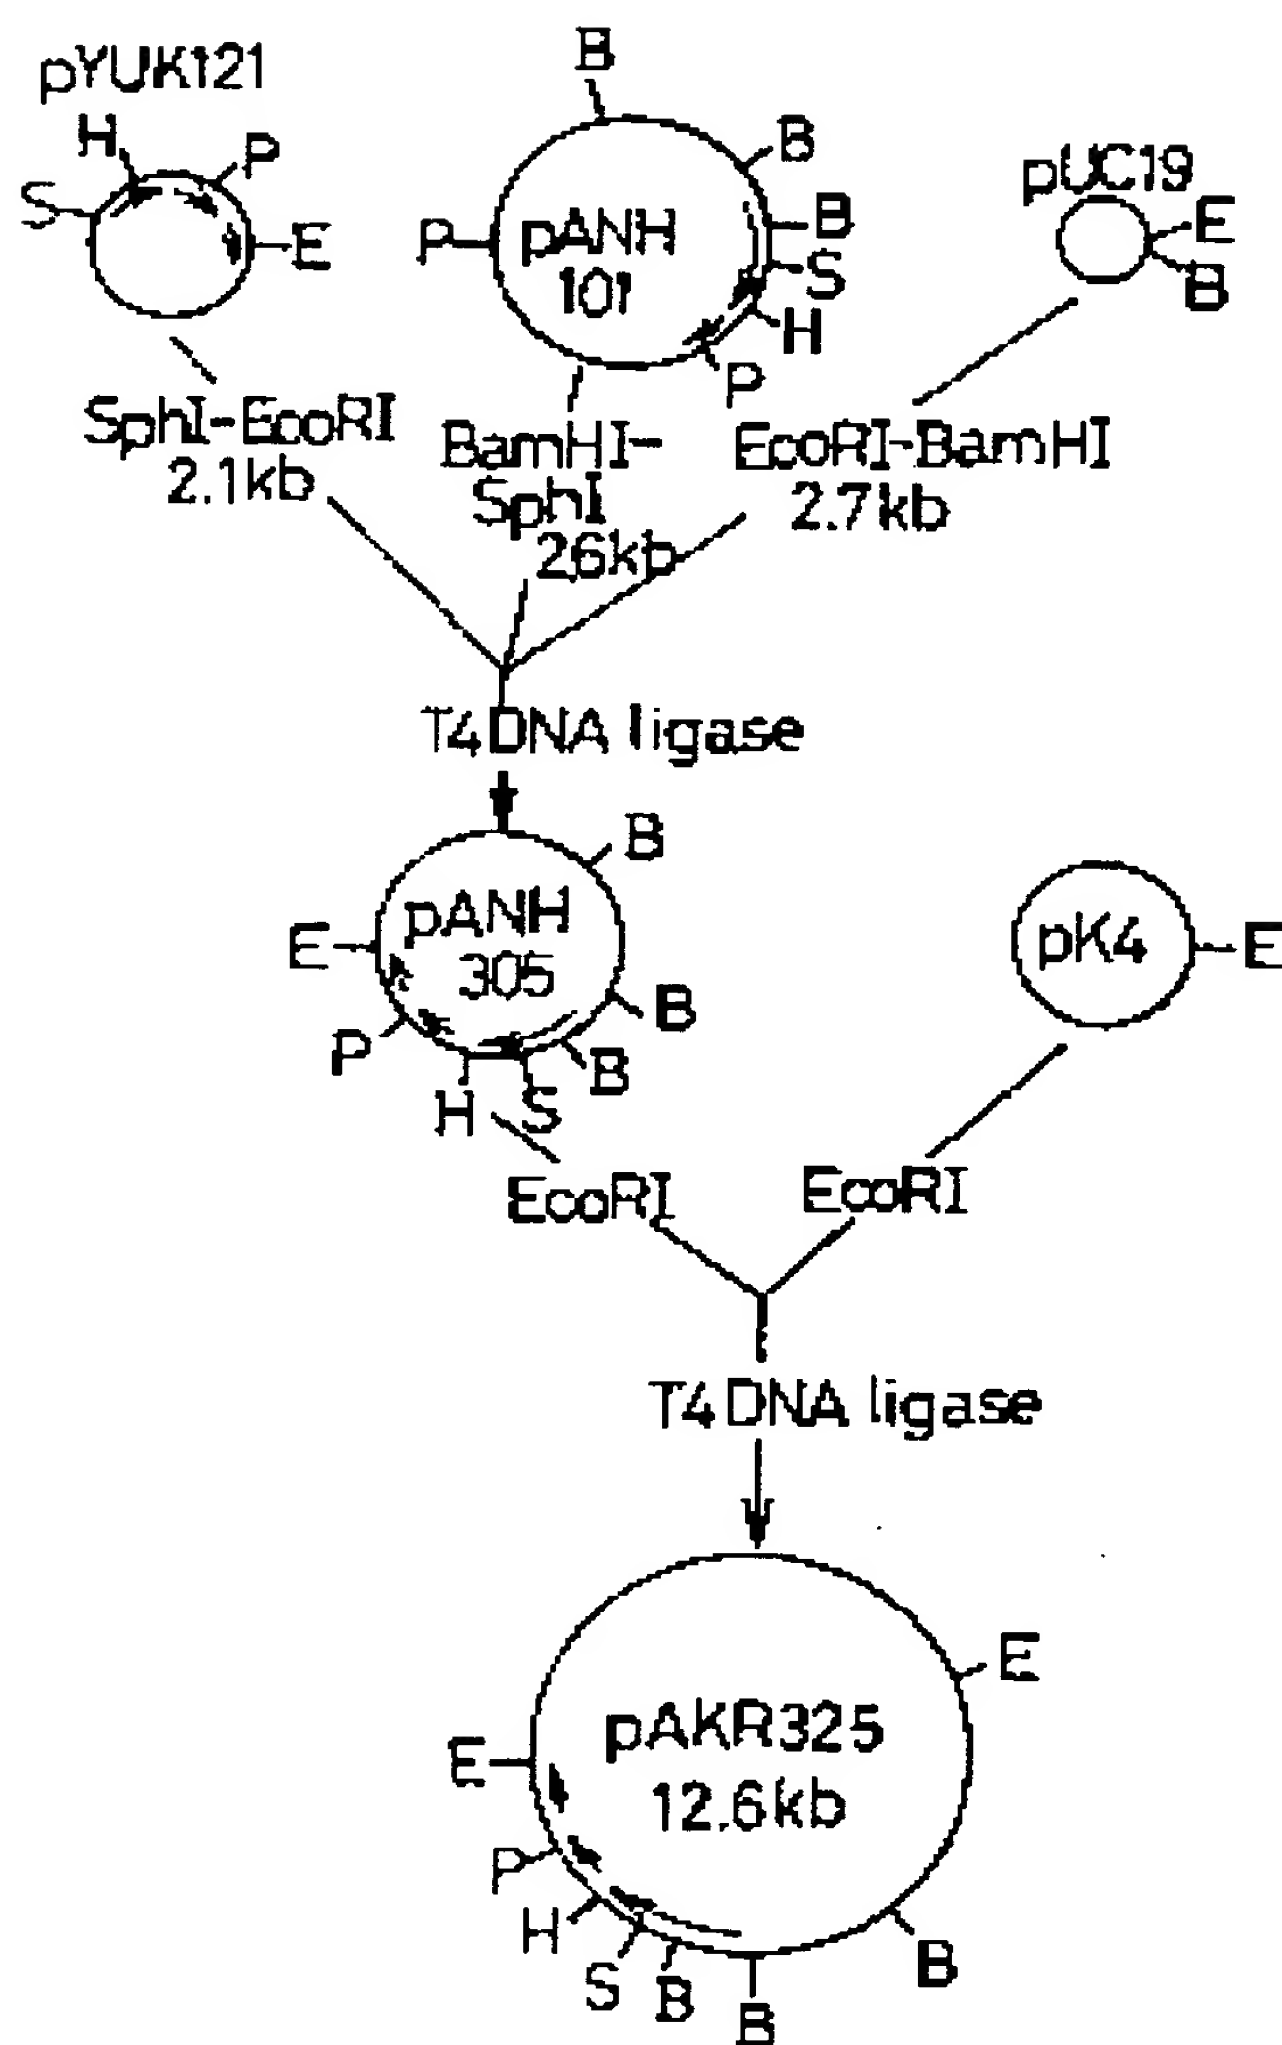 pYUK121
H
P
S
E
B
B
B
S
H
P
P
pANH
101
pUC19
E
B
SphI-EcoRI
2.1kb
BamHI-
SphI
2.6kb
EcoRI-BamHI
2.7kb
T4DNA ligase
B
E
pANH
305
P
H
S
B
B
pK4
E
EcoRI
EcoRI
T4DNA ligase
E
pAKR325
12.6kb
E
P
H
S
B
B
B